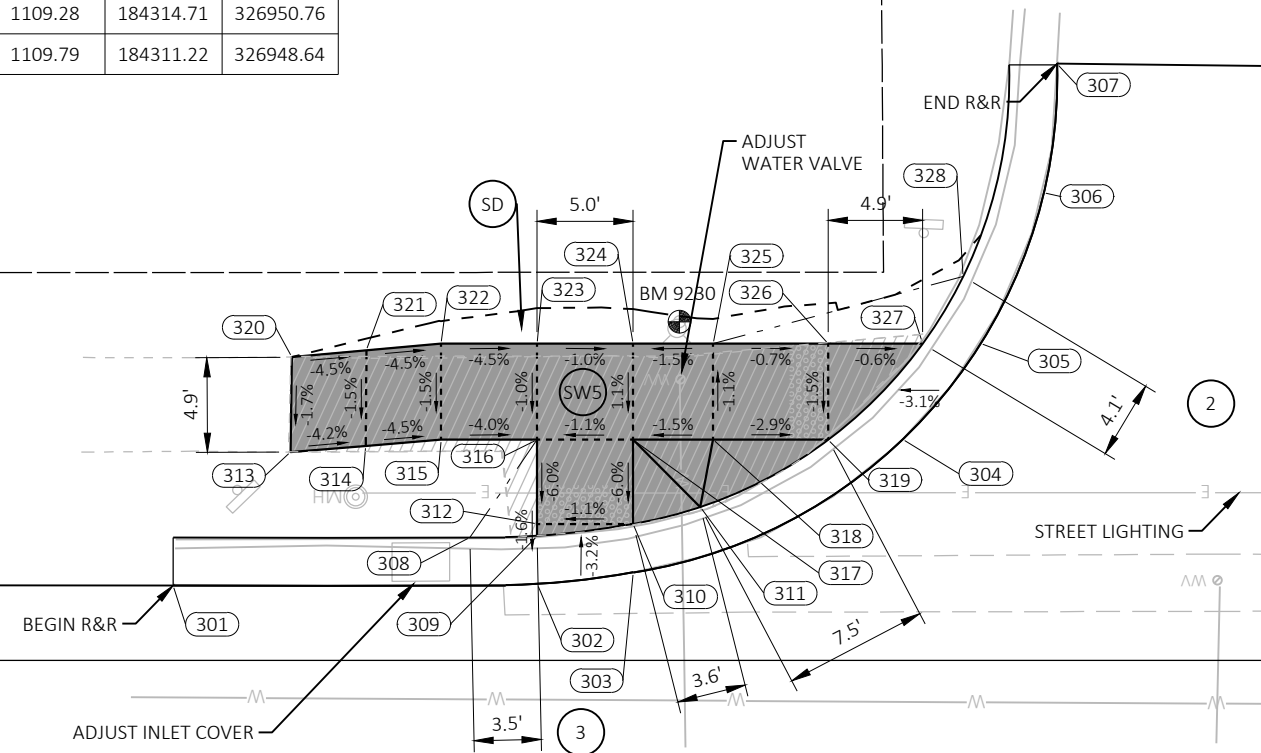 1109.28 184314.71 326950.76
1109.79 184311.22 326948.64
307
END R&R
ADJUST
WATER VALVE
328
306
SD
5.0'
4.9'
324
325
BM 9230
321
322
323
326
320
327
-4.5%
-4.5%
-4.5%
-1.0%
-1.5%
-0.7%
-0.6%
305
4.9'
-1.7%
-1.5%
-1.5%
-1.0%
SW5
1.1%
WV
-1.1%
-1.5%
-3.1%
4.1'
2
-4.2%
-4.5%
-4.0%
-1.1%
-1.5%
-2.9%
313
314
315
316
319
304
MH
E
E
E
-6.0%
-6.0%
312
-1.1%
1.6%
318
STREET LIGHTING
308
-3.2%
317
WV
310
311
BEGIN R&R
301
309
302
7.5'
303
3.6'
W
W
W
W
W
ADJUST INLET COVER
3.5'
3